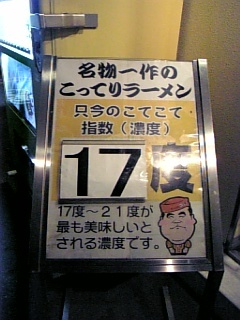 名物一作の
こってりラーメン
只今のこてこて
指数（濃度）
17度
17度～21度が
最も美味しいと
される濃度です。